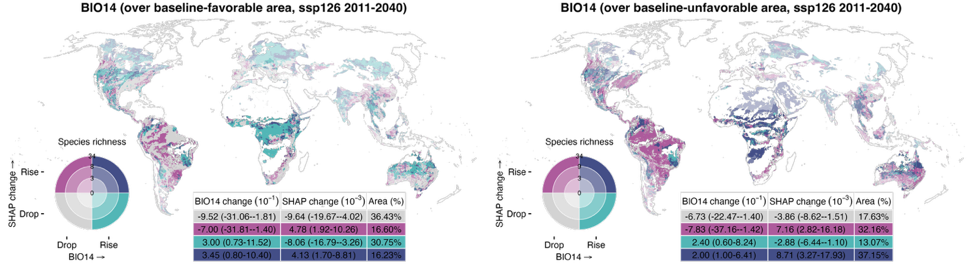 BIO14 (over baseline-favorable area, ssp126 2011-2040)
Species richness
34
8
3
0
SHAP change →
Rise
Drop
Drop
Rise
BIO14 →
BIO14 change (10⁻¹) SHAP change (10⁻³) Area (%)
-9.52 (-31.06--1.81) -9.64 (-19.67--4.02) 36.43%
-7.00 (-31.81--1.40) 4.78 (1.92-10.26) 16.60%
3.00 (0.73-11.52) -8.06 (-16.79--3.26) 30.75%
3.45 (0.80-10.40) 4.13 (1.70-8.81) 16.23%
BIO14 (over baseline-unfavorable area, ssp126 2011-2040)
Species richness
34
8
3
0
SHAP change →
Rise
Drop
Drop
Rise
BIO14 →
BIO14 change (10⁻¹) SHAP change (10⁻³) Area (%)
-6.73 (-22.47--1.40) -3.86 (-8.62--1.51) 17.63%
-7.83 (-37.16--1.42) 7.16 (2.82-16.18) 32.16%
2.40 (0.60-8.24) -2.88 (-6.44--1.10) 13.07%
2.00 (1.00-6.41) 8.71 (3.27-17.93) 37.15%